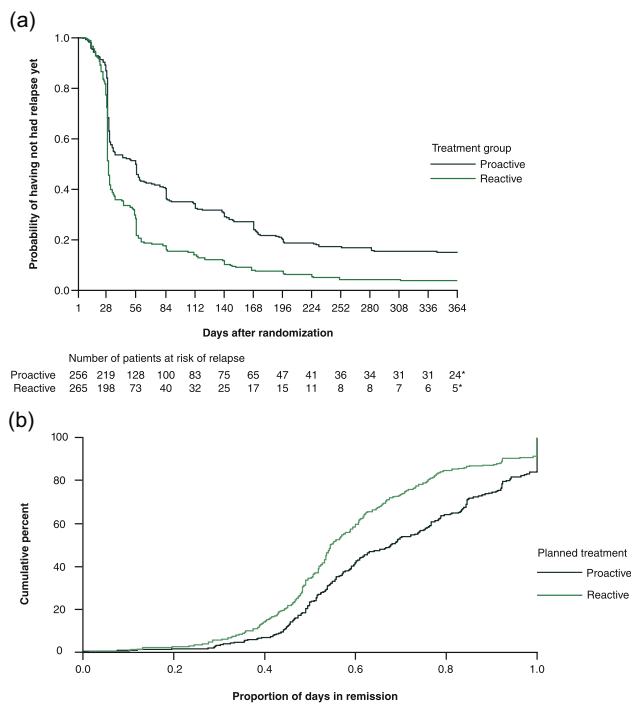 (a)
Probability of having not had relapse yet
1.0
0.8
0.6
0.4
0.2
0.0
1 28 56 84 112 140 168 196 224 252 280 308 336 364
Days after randomization
Treatment group
Proactive
Reactive
Number of patients at risk of relapse
Proactive 256 219 128 100 83 75 65 47 41 36 34 31 31 24*
Reactive 265 198 73 40 32 25 17 15 11 8 8 7 6 5*
(b)
Cumulative percent
100
80
60
40
20
0
0.0 0.2 0.4 0.6 0.8 1.0
Proportion of days in remission
Planned treatment
Proactive
Reactive